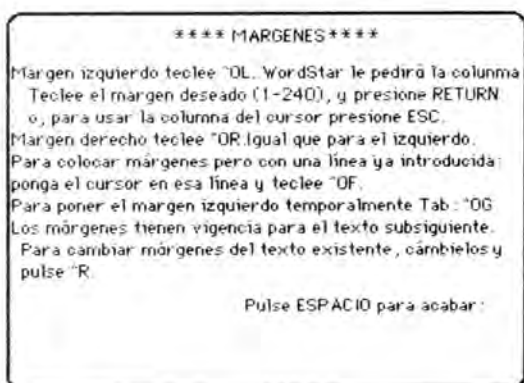 **** MARGENES ****
Margen izquierdo teclee ^OL. WordStar le pedirá la colunma
Teclee el margen deseado (1-240), y presione RETURN
o, para usar la columna del cursor presione ESC.
Margen derecho teclee ^OR.Igual que para el izquierdo.
Para colocar márgenes pero con una línea ya introducida:
ponga el cursor en esa línea y teclee ^OF.
Para poner el margen izquierdo temporalmente Tab : ^OG
Los márgenes tienen vigencia para el texto subsiguiente.
Para cambiar márgenes del texto existente, cámbielos y
pulse ^R.
Pulse ESPACIO para acabar :